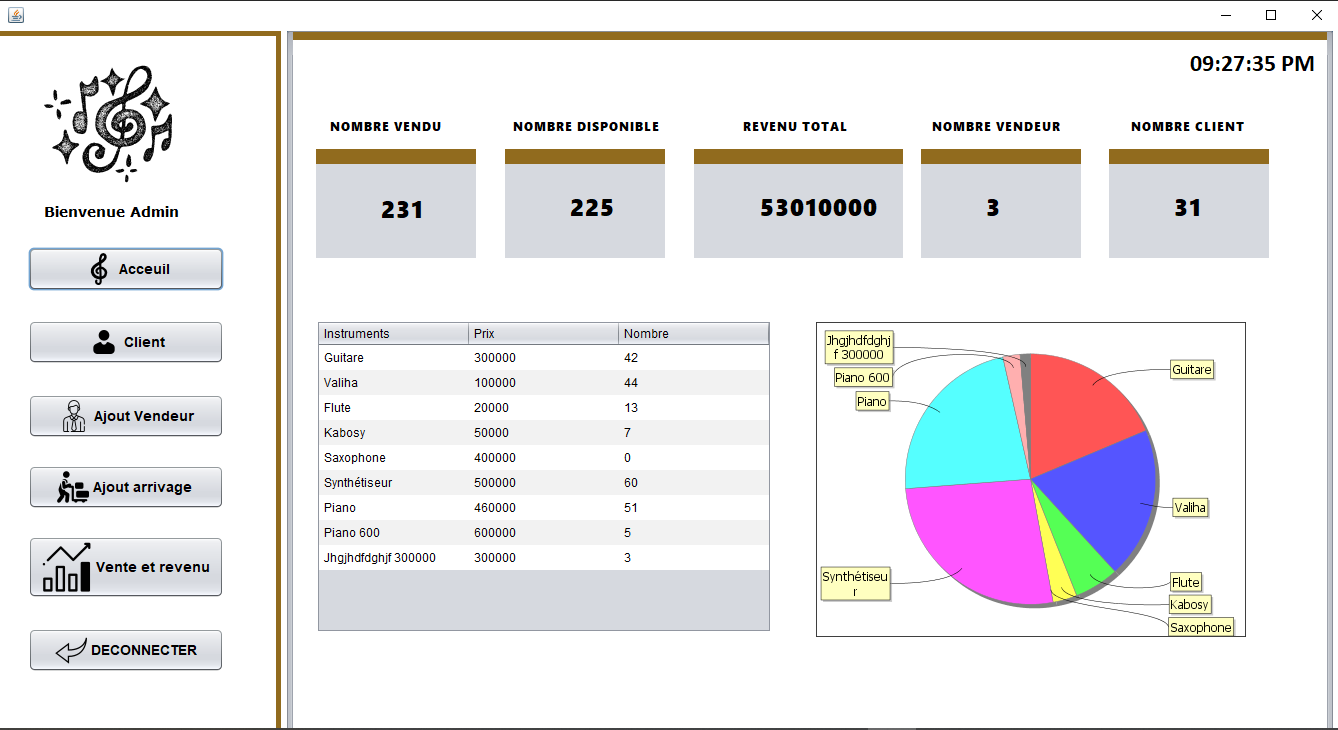 09:27:35 PM
Bienvenue Admin
Acceuil
Client
Ajout Vendeur
Ajout arrivage
Vente et revenu
DECONNECTER
NOMBRE VENDU
231
NOMBRE DISPONIBLE
225
REVENU TOTAL
53010000
NOMBRE VENDEUR
3
NOMBRE CLIENT
31
Instruments Prix Nombre
Guitare 300000 42
Valiha 100000 44
Flute 20000 13
Kabosy 50000 7
Saxophone 400000 0
Synthétiseur 500000 60
Piano 460000 51
Piano 600 600000 5
Jhgjhdfdghjf 300000 300000 3
Jhgjhdfdghj
f 300000
Piano 600
Piano
Synthétiseu
r
Guitare
Valiha
Flute
Kabosy
Saxophone